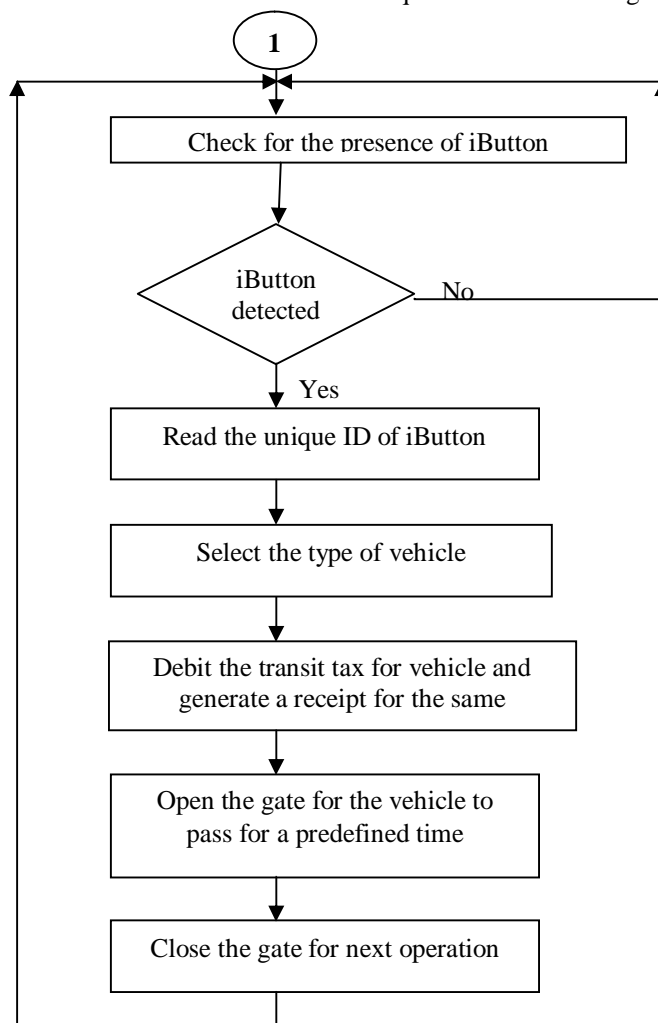 1
Check for the presence of iButton
iButton
detected
No
Yes
Read the unique ID of iButton
Select the type of vehicle
Debit the transit tax for vehicle and
generate a receipt for the same
Open the gate for the vehicle to
pass for a predefined time
Close the gate for next operation